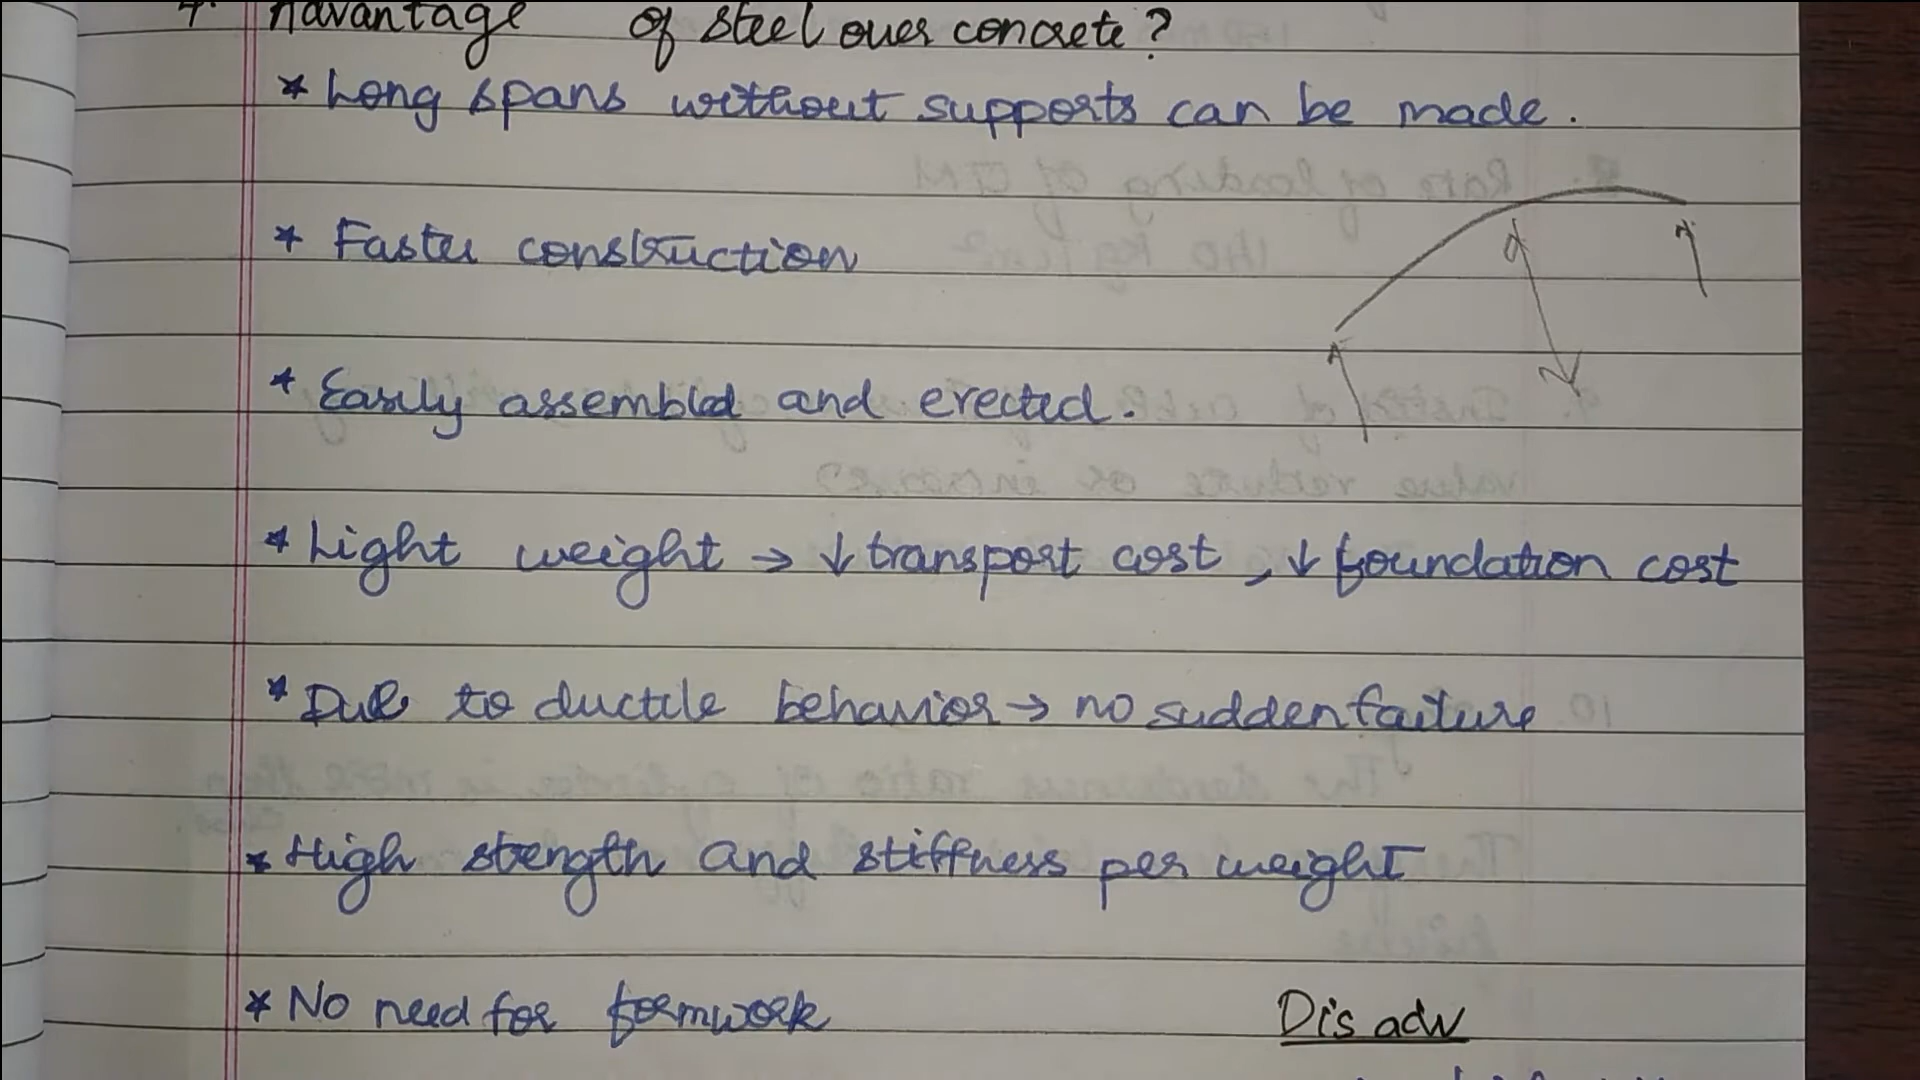 Advantage of steel over concrete?
* Long spans without supports can be made.
* Faster construction
* Easily assembled and erected.
* Light weight → ↓ transport cost, ↓ foundation cost
* Due to ductile behavior → no sudden failure
* High strength and stiffness per weight
* No need for formwork
Dis adv